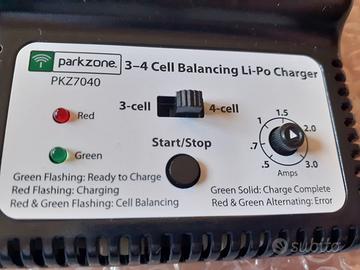 parkzone.
3–4 Cell Balancing Li-Po Charger
PKZ7040
3-cell
4-cell
Red
Start/Stop
Green
1
1.5
2.0
.7
3.0
Amps
Green Flashing: Ready to Charge
Red Flashing: Charging
Red & Green Flashing: Cell Balancing
Green Solid: Charge Complete
Red & Green Alternating: Error
subito